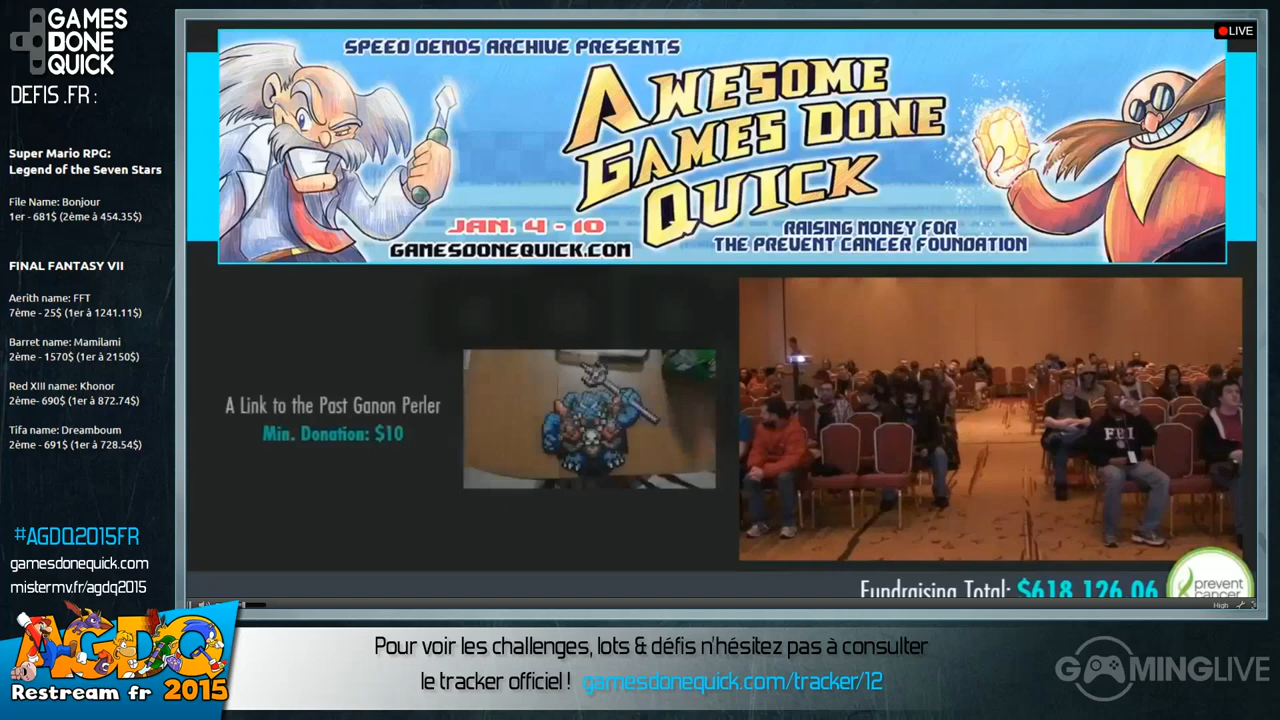 GAMES
DONE
QUICK
DEFIS .FR :
Super Mario RPG:
Legend of the Seven Stars
File Name: Bonjour
1er - 681$ (2ème à 454.35$)
FINAL FANTASY VII
Aerith name: FFT
7ème - 25$ (1er à 1241.11$)
Barret name: Mamilami
2ème - 1570$ (1er à 2150$)
Red XIII name: Khonor
2ème- 690$ (1er à 872.74$)
Tifa name: Dreamboum
2ème - 691$ (1er à 728.54$)
#AGDQ2015FR
gamesdonequick.com
mistermv.fr/agdq2015
AGDQ
Restream fr 2015
LIVE
SPEED DEMOS ARCHIVE PRESENTS
AWESOME
GAMES DONE
QUICK
JAN. 4 - 10
GAMESDONEQUICK.COM
RAISING MONEY FOR
THE PREVENT CANCER FOUNDATION
A Link to the Past Ganon Perler
Min. Donation: $10
FBI
Fundraising Total: $618,126.06
prevent
cancer
High
Pour voir les challenges, lots & défis n'hésitez pas à consulter
le tracker officiel ! gamesdonequick.com/tracker/12
GAMINGLIVE